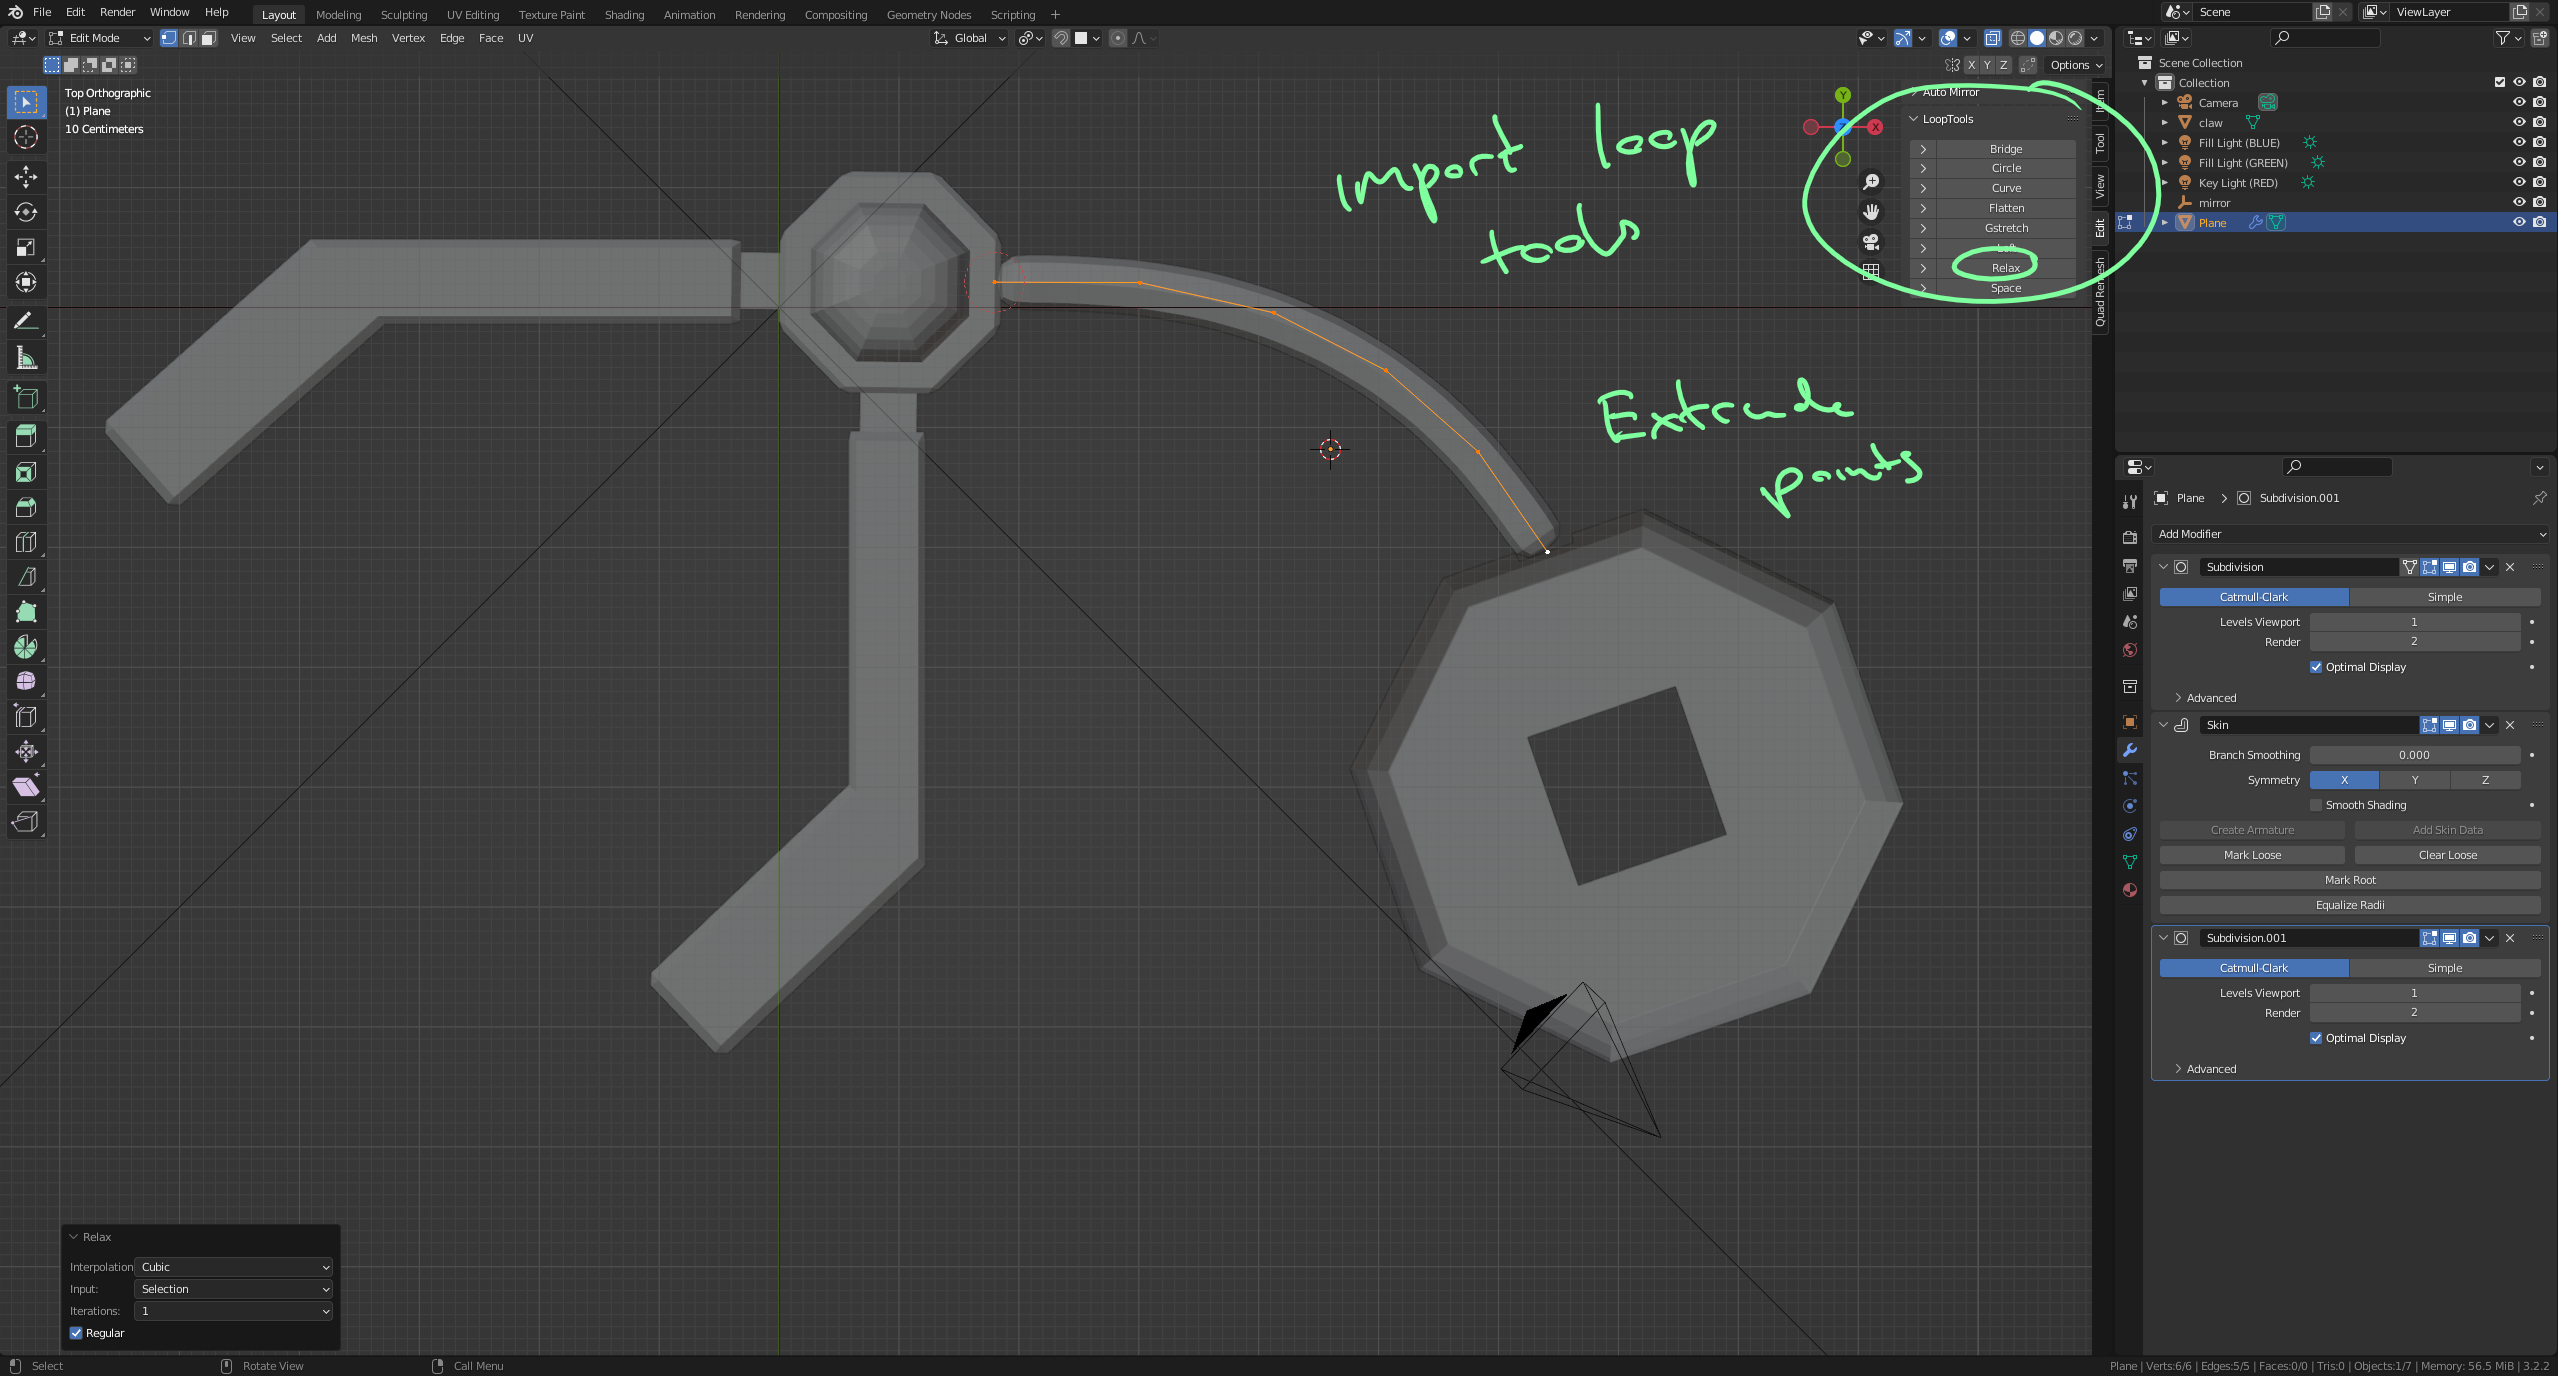 File Edit Render Window Help Layout Modeling Sculpting UV Editing Texture Paint Shading Animation Rendering Compositing Geometry Nodes Scripting +
Scene
ViewLayer
Edit Mode
View Select Add Mesh Vertex Edge Face UV
Global
X Y Z
Options
Top Orthographic
(1) Plane
10 Centimeters
import loop
tools
Extrude
points
Y
X
Auto Mirror
LoopTools
Bridge
Circle
Curve
Flatten
Gstretch
Loft
Relax
Space
Item
Tool
View
Edit
Quad Remesh
Scene Collection
Collection
Camera
claw
Fill Light (BLUE)
Fill Light (GREEN)
Key Light (RED)
mirror
Plane
Plane > Subdivision.001
Add Modifier
Subdivision
Catmull-Clark Simple
Levels Viewport 1
Render 2
Optimal Display
Advanced
Skin
Branch Smoothing 0.000
Symmetry X Y Z
Smooth Shading
Create Armature Add Skin Data
Mark Loose Clear Loose
Mark Root
Equalize Radii
Subdivision.001
Catmull-Clark Simple
Levels Viewport 1
Render 2
Optimal Display
Advanced
Relax
Interpolation Cubic
Input: Selection
Iterations: 1
Regular
Select Rotate View Call Menu
Plane | Verts:6/6 | Edges:5/5 | Faces:0/0 | Tris:0 | Objects:1/7 | Memory: 56.5 MiB | 3.2.2